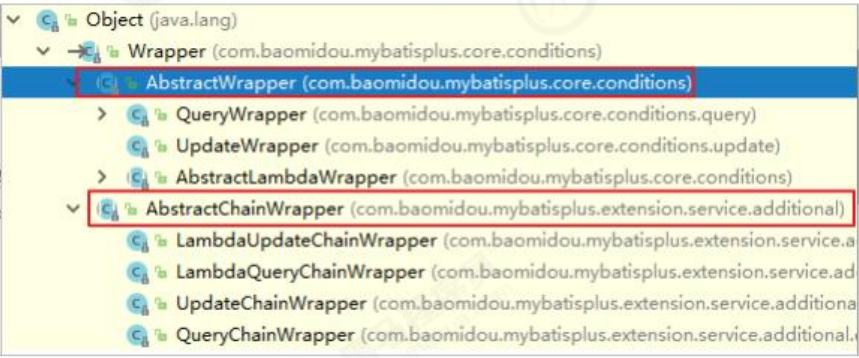 Object (java.lang)
Wrapper (com.baomidou.mybatisplus.core.conditions)
AbstractWrapper (com.baomidou.mybatisplus.core.conditions)
QueryWrapper (com.baomidou.mybatisplus.core.conditions.query)
UpdateWrapper (com.baomidou.mybatisplus.core.conditions.update)
AbstractLambdaWrapper (com.baomidou.mybatisplus.core.conditions)
AbstractChainWrapper (com.baomidou.mybatisplus.extension.service.additional)
LambdaUpdateChainWrapper (com.baomidou.mybatisplus.extension.service.a
LambdaQueryChainWrapper (com.baomidou.mybatisplus.extension.service.ad
UpdateChainWrapper (com.baomidou.mybatisplus.extension.service.additiona
QueryChainWrapper (com.baomidou.mybatisplus.extension.service.additional.